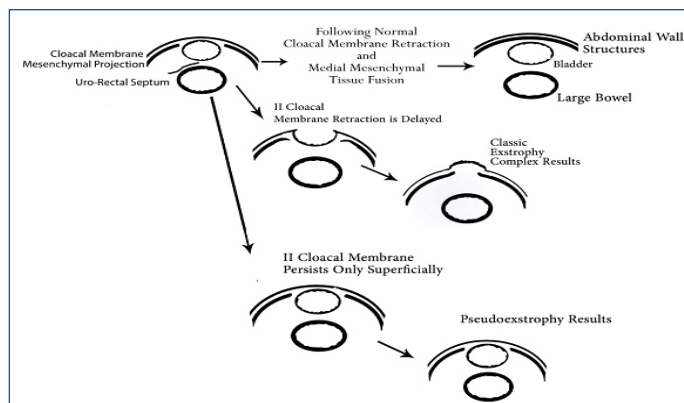 Cloacal Membrane
Mesenchymal Projection
Uro-Rectal Septum
Following Normal
Cloacal Membrane Retraction
and
Medial Mesenchymal
Tissue Fusion
Abdominal Wall
Structures
Bladder
Large Bowel
II Cloacal
Membrane Retraction is Delayed
Classic
Exstrophy
Complex Results
II Cloacal Membrane
Persists Only Superficially
Pseudoexstrophy Results